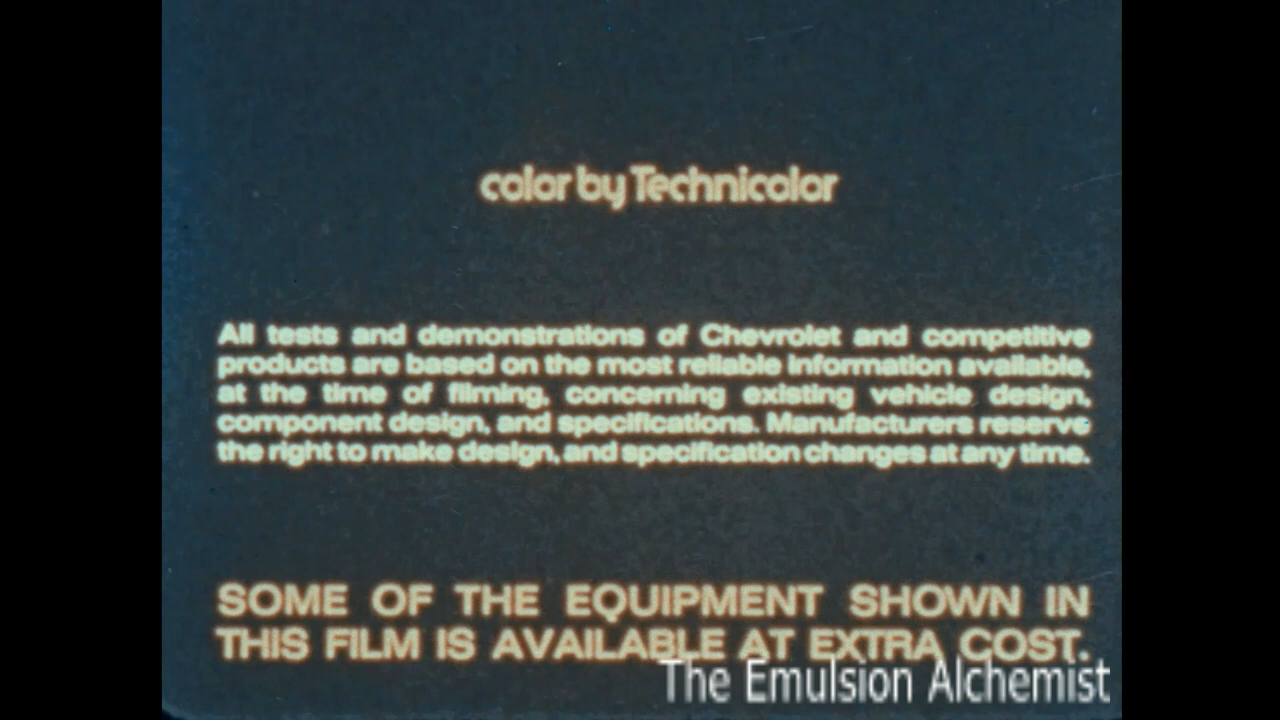 color by Technicolor
All tests and demonstrations of Chevrolet and competitive
products are based on the most reliable information available,
at the time of filming, concerning existing vehicle design,
component design, and specifications. Manufacturers reserve
the right to make design, and specification changes at any time.
SOME OF THE EQUIPMENT SHOWN IN
THIS FILM IS AVAILABLE AT EXTRA COST.
The Emulsion Alchemist